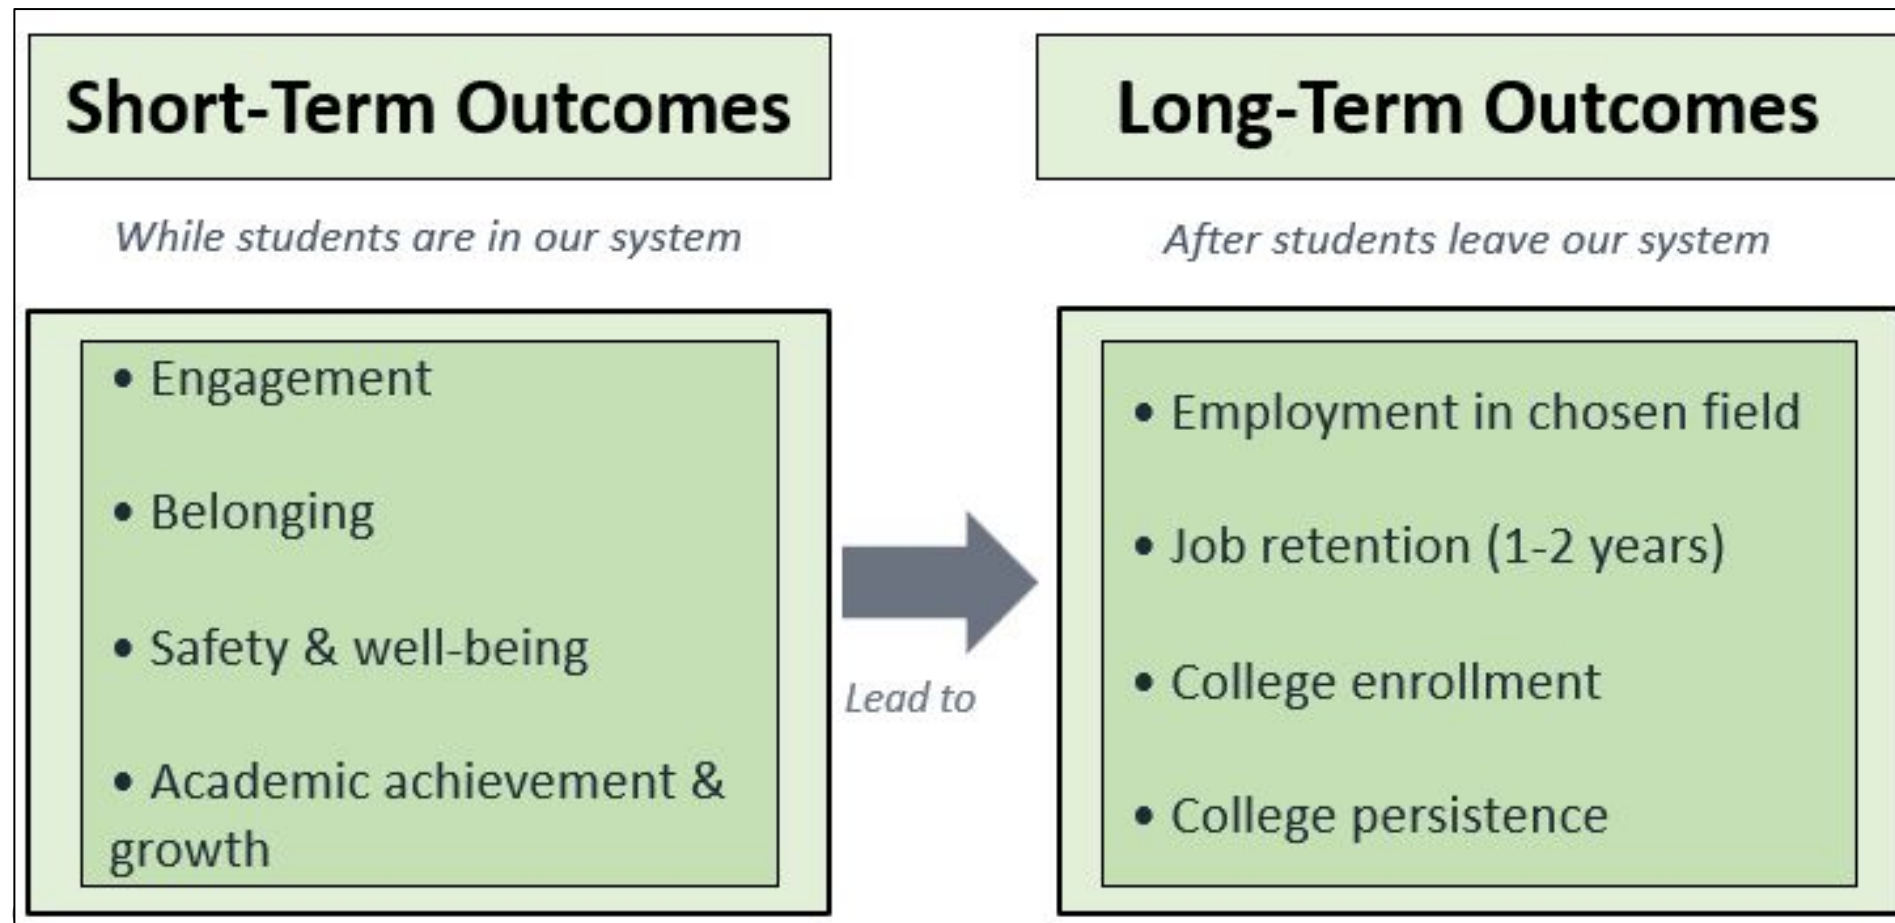 Short-Term Outcomes
While students are in our system
• Engagement
• Belonging
• Safety & well-being
• Academic achievement &
growth
Lead to
Long-Term Outcomes
After students leave our system
• Employment in chosen field
• Job retention (1-2 years)
• College enrollment
• College persistence